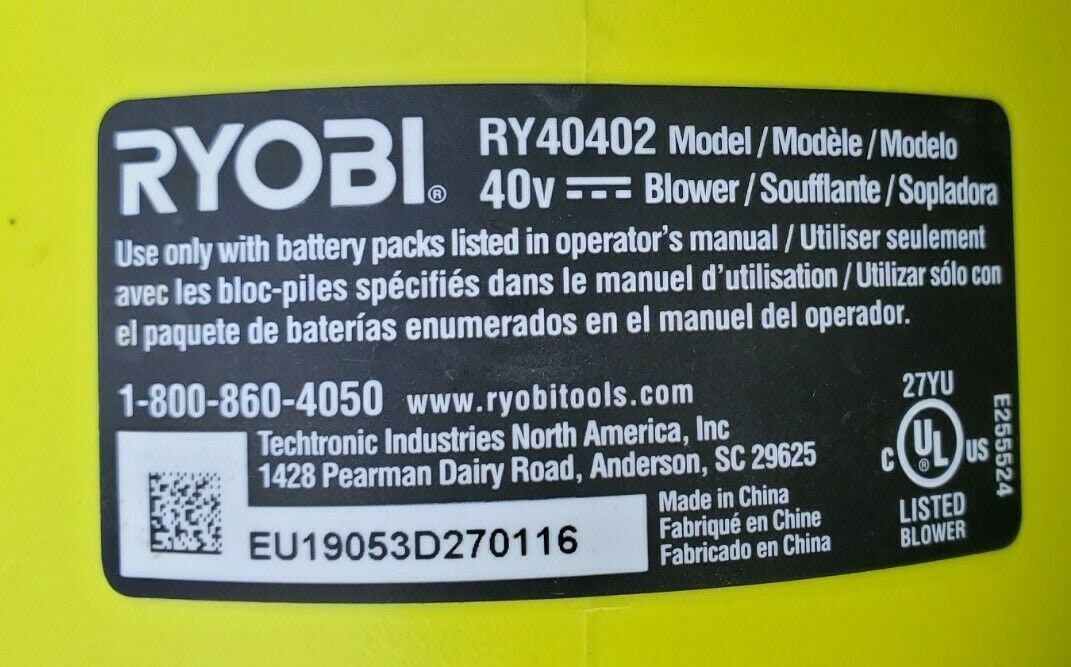 RYOBI®
RY40402 Model / Modèle / Modelo
40V Blower / Soufflante / Sopladora
Use only with battery packs listed in operator's manual / Utiliser seulement
avec les bloc-piles spécifiés dans le manuel d'utilisation / Utilizar sólo con
el paquete de baterías enumerados en el manuel del operador.
1-800-860-4050 www.ryobitools.com
Techtronic Industries North America, Inc
1428 Pearman Dairy Road, Anderson, SC 29625
EU19053D270116
Made in China
Fabriqué en Chine
Fabricado en China
27YU
C UL® US
LISTED
BLOWER
E255524